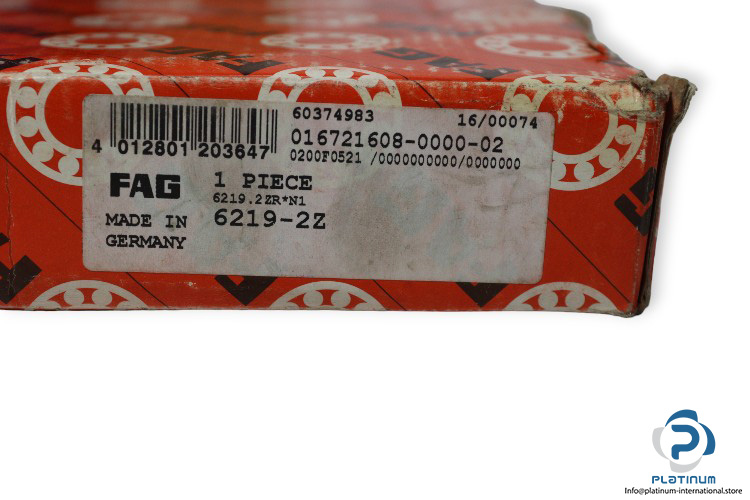 60374983
16/00074
016721608-0000-02
4 012801 203647
0200F0521 /0000000000/0000000
FAG 1 PIECE
6219.2ZR*N1
MADE IN 6219-2Z
GERMANY
FAG
PLATINUM
Info@platinum-international.store